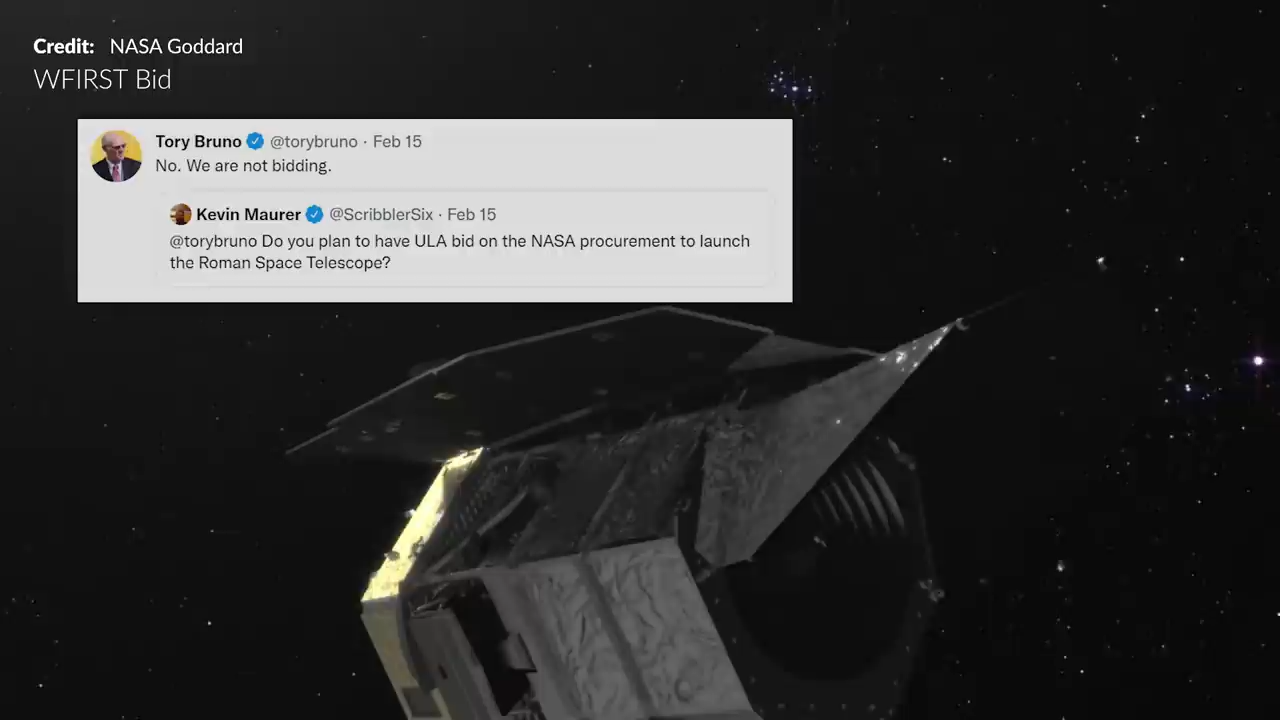 Credit: NASA Goddard
WFIRST Bid
Tory Bruno @torybruno · Feb 15
No. We are not bidding.
Kevin Maurer @ScribblerSix · Feb 15
@torybruno Do you plan to have ULA bid on the NASA procurement to launch
the Roman Space Telescope?